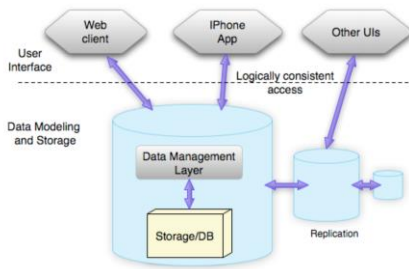 Web
client
IPhone
App
Other UIs
User
Interface
Logically consistent
access
Data Modeling
and Storage
Data Management
Layer
Storage/DB
Replication